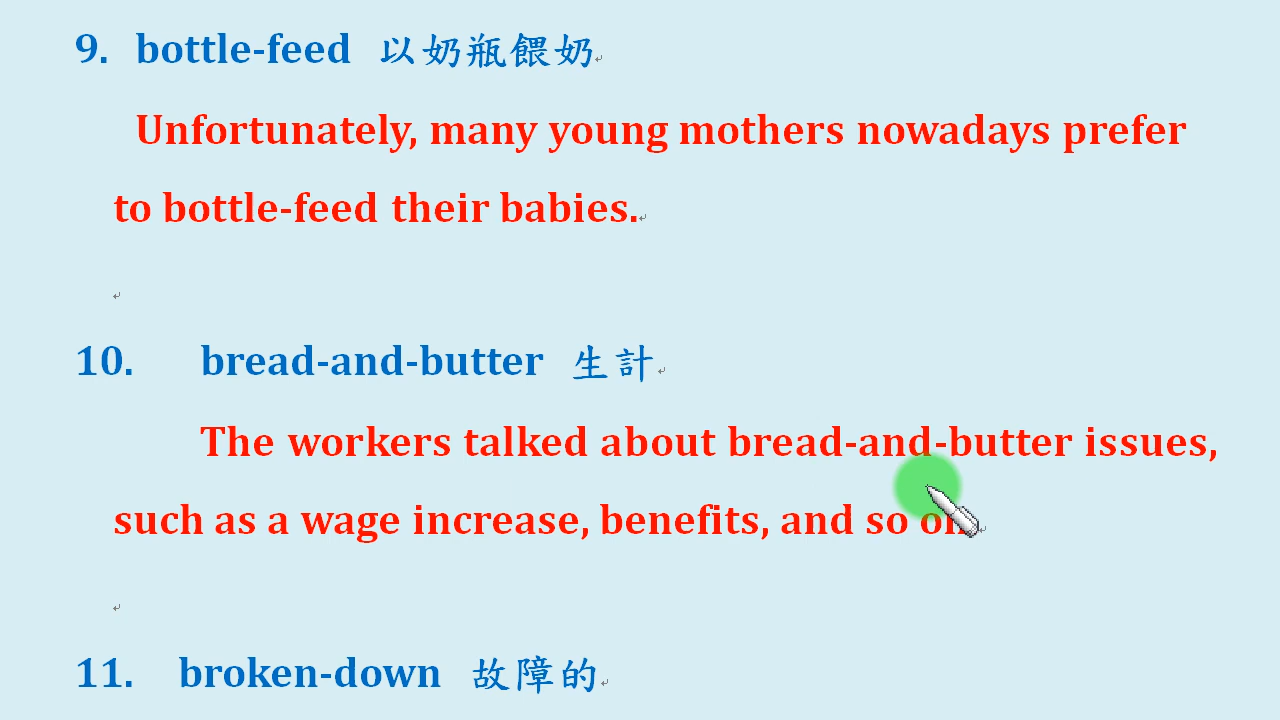 9. bottle-feed 以奶瓶餵奶
Unfortunately, many young mothers nowadays prefer
to bottle-feed their babies.
10. bread-and-butter 生計
The workers talked about bread-and-butter issues,
such as a wage increase, benefits, and so on
11. broken-down 故障的